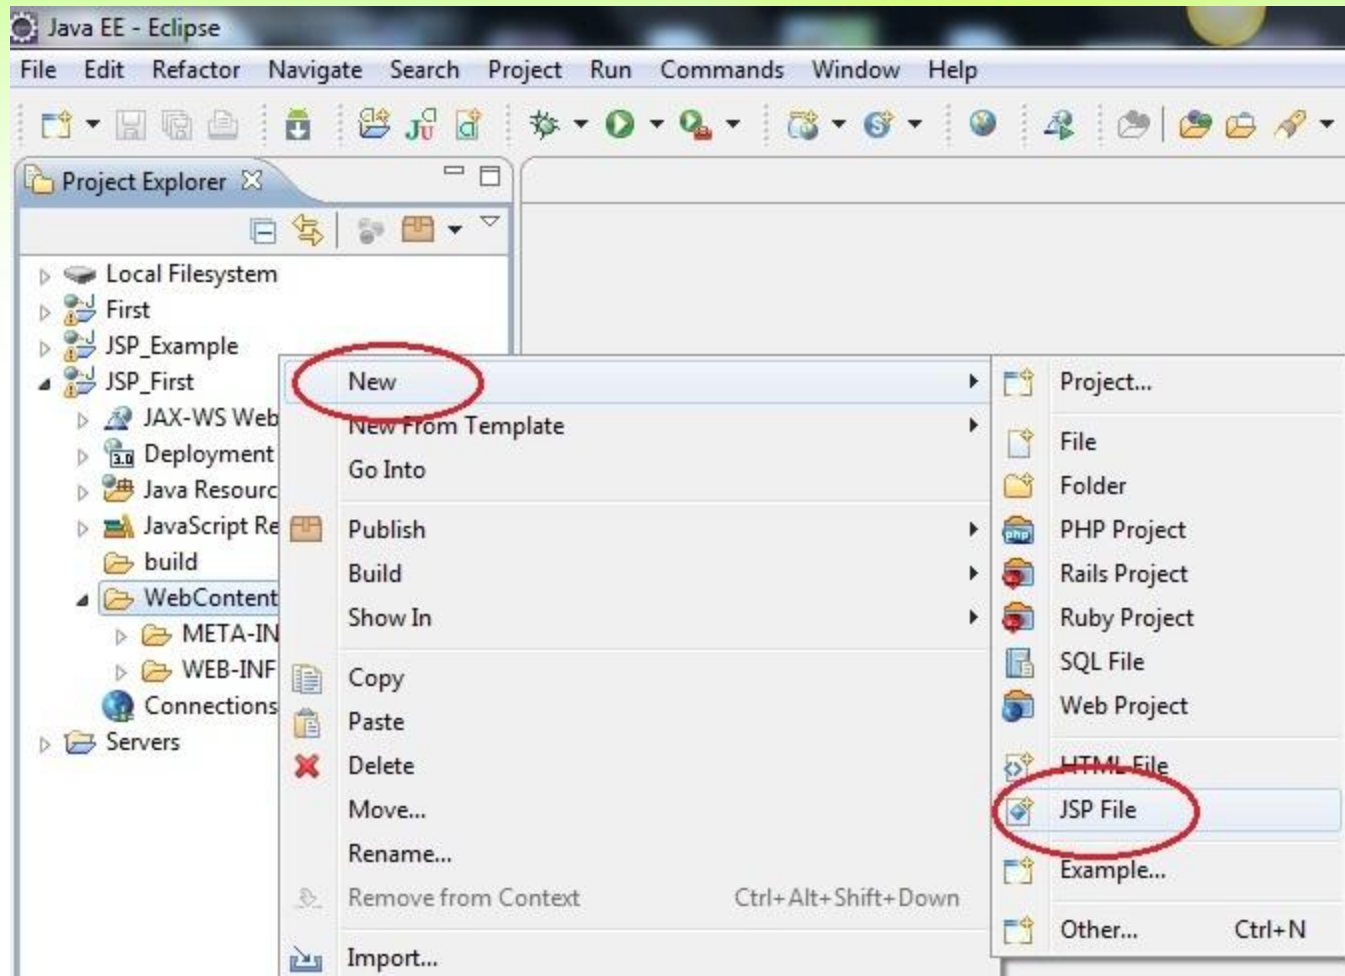 Java EE - Eclipse
File Edit Refactor Navigate Search Project Run Commands Window Help
Project Explorer
Local Filesystem
First
JSP_Example
JSP_First
JAX-WS Web
Deployment
3.0
Java Resourc
JavaScript Re
build
WebContent
META-IN
WEB-INF
Connections
Servers
New
New From Template
Go Into
Publish
Build
Show In
Copy
Paste
Delete
Move...
Rename...
Remove from Context Ctrl+Alt+Shift+Down
Import...
Project...
File
Folder
php
PHP Project
Rails Project
Ruby Project
SQL File
Web Project
HTML File
JSP File
Example...
Other... Ctrl+N